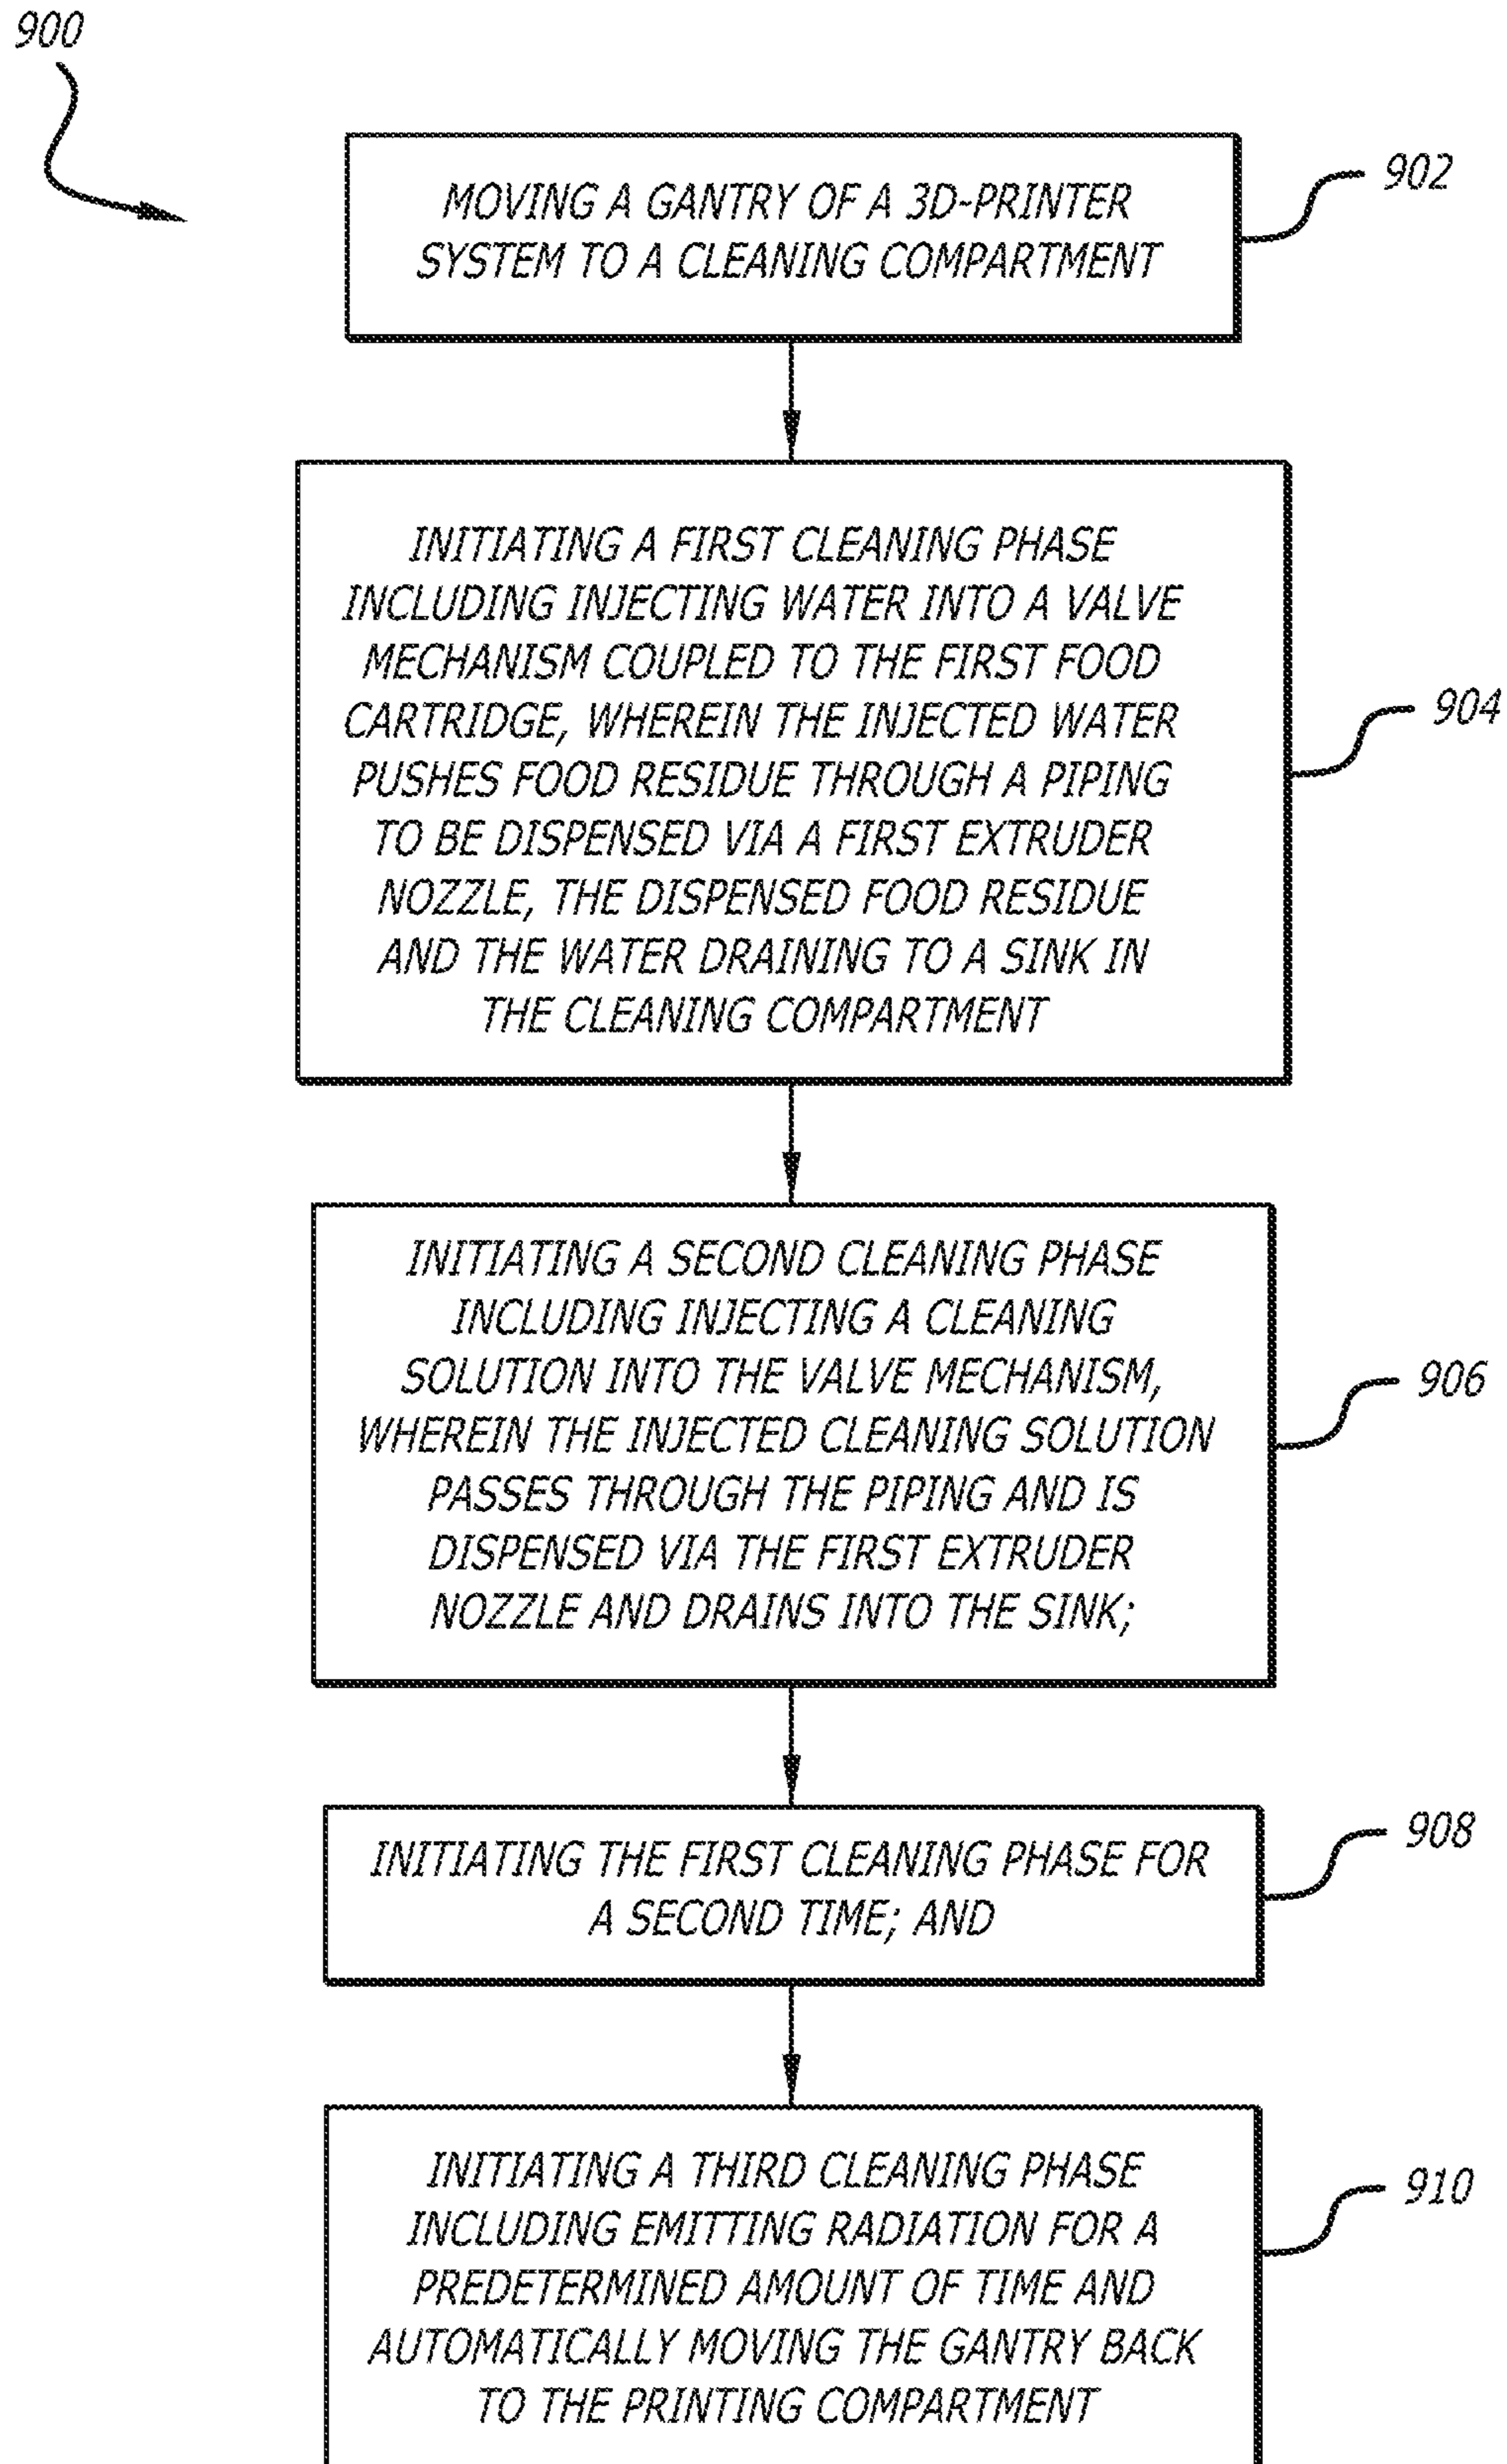 900
MOVING A GANTRY OF A 3D-PRINTER
SYSTEM TO A CLEANING COMPARTMENT
902
INITIATING A FIRST CLEANING PHASE
INCLUDING INJECTING WATER INTO A VALVE
MECHANISM COUPLED TO THE FIRST FOOD
CARTRIDGE, WHEREIN THE INJECTED WATER
PUSHES FOOD RESIDUE THROUGH A PIPING
TO BE DISPENSED VIA A FIRST EXTRUDER
NOZZLE, THE DISPENSED FOOD RESIDUE
AND THE WATER DRAINING TO A SINK IN
THE CLEANING COMPARTMENT
904
INITIATING A SECOND CLEANING PHASE
INCLUDING INJECTING A CLEANING
SOLUTION INTO THE VALVE MECHANISM,
WHEREIN THE INJECTED CLEANING SOLUTION
PASSES THROUGH THE PIPING AND IS
DISPENSED VIA THE FIRST EXTRUDER
NOZZLE AND DRAINS INTO THE SINK;
906
INITIATING THE FIRST CLEANING PHASE FOR
A SECOND TIME; AND
908
INITIATING A THIRD CLEANING PHASE
INCLUDING EMITTING RADIATION FOR A
PREDETERMINED AMOUNT OF TIME AND
AUTOMATICALLY MOVING THE GANTRY BACK
TO THE PRINTING COMPARTMENT
910